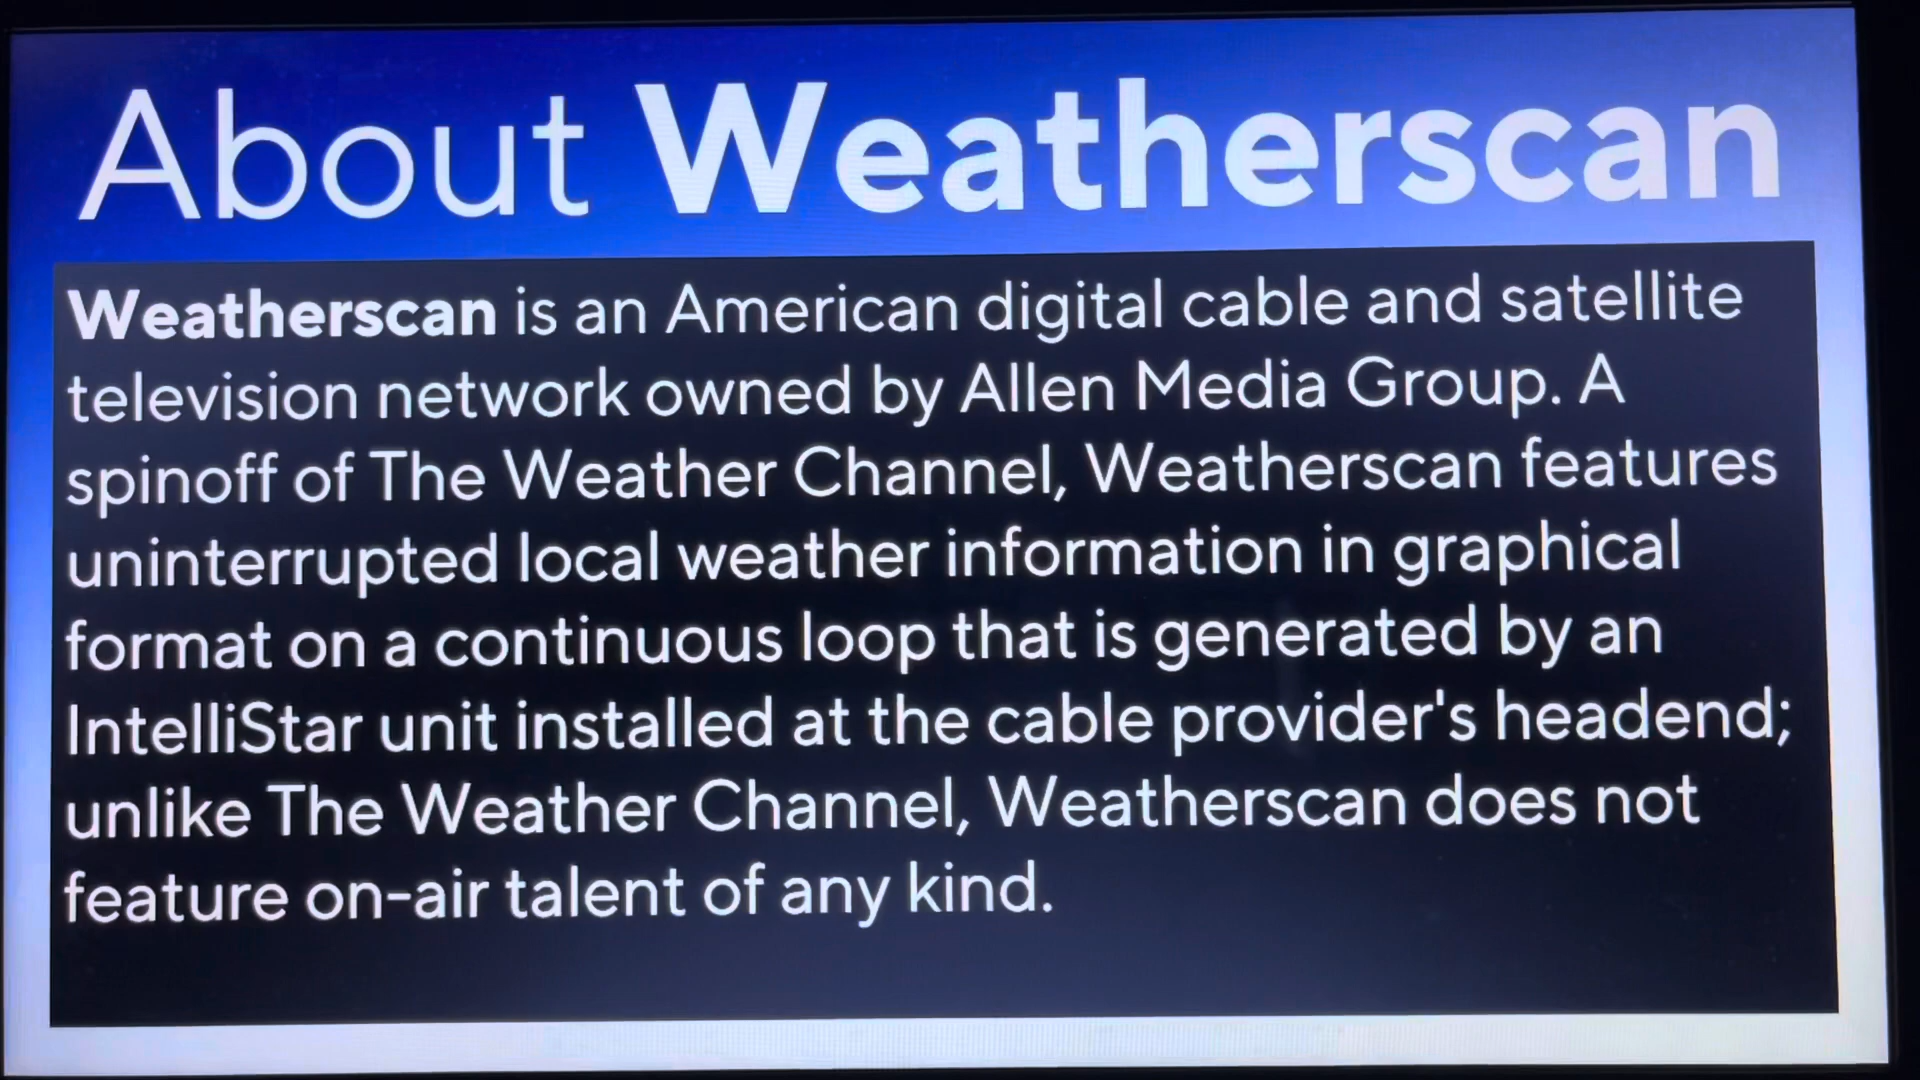 About Weatherscan
Weatherscan is an American digital cable and satellite
television network owned by Allen Media Group. A
spinoff of The Weather Channel, Weatherscan features
uninterrupted local weather information in graphical
format on a continuous loop that is generated by an
IntelliStar unit installed at the cable provider's headend;
unlike The Weather Channel, Weatherscan does not
feature on-air talent of any kind.